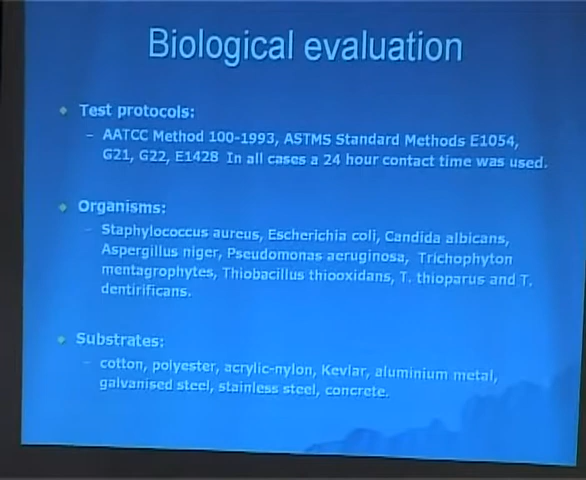 Biological evaluation
Test protocols:
– AATCC Method 100-1993, ASTMS Standard Methods E1054,
G21, G22, E1428 In all cases a 24 hour contact time was used.
Organisms:
– Staphylococcus aureus, Escherichia coli, Candida albicans,
Aspergillus niger, Pseudomonas aeruginosa, Trichophyton
mentagrophytes, Thiobacillus thiooxidans, T. thioparus and T.
dentirificans.
Substrates:
– cotton, polyester, acrylic-nylon, Kevlar, aluminium metal,
galvanised steel, stainless steel, concrete.